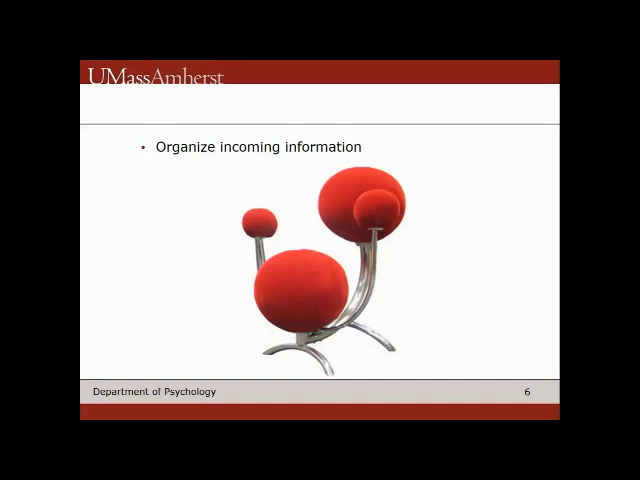 UMassAmherst
• Organize incoming information
Department of Psychology
6